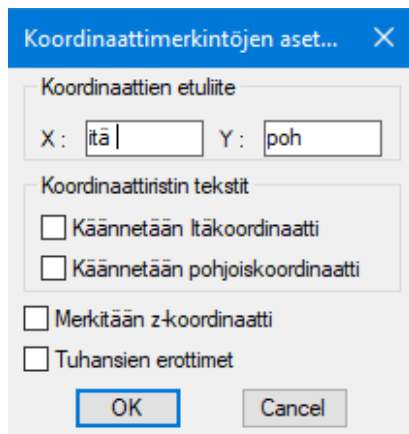 Koordinaattimerkintöjen aset...
Koordinaattien etuliite
X : itä Y : poh
Koordinaattiristin tekstit
Käännetään Itäkoordinaatti
Käännetään pohjoiskoordinaatti
Merkitään z-koordinaatti
Tuhansien erottimet
OK Cancel